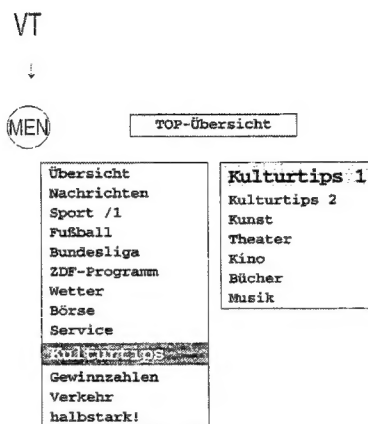 VT
↓
MEN
TOP-Übersicht
Übersicht
Nachrichten
Sport /1
Fußball
Bundesliga
ZDF-Programm
Wetter
Börse
Service
Kulturtips
Gewinnzahlen
Verkehr
halbstark!
Kulturtips 1
Kulturtips 2
Kunst
Theater
Kino
Bücher
Musik